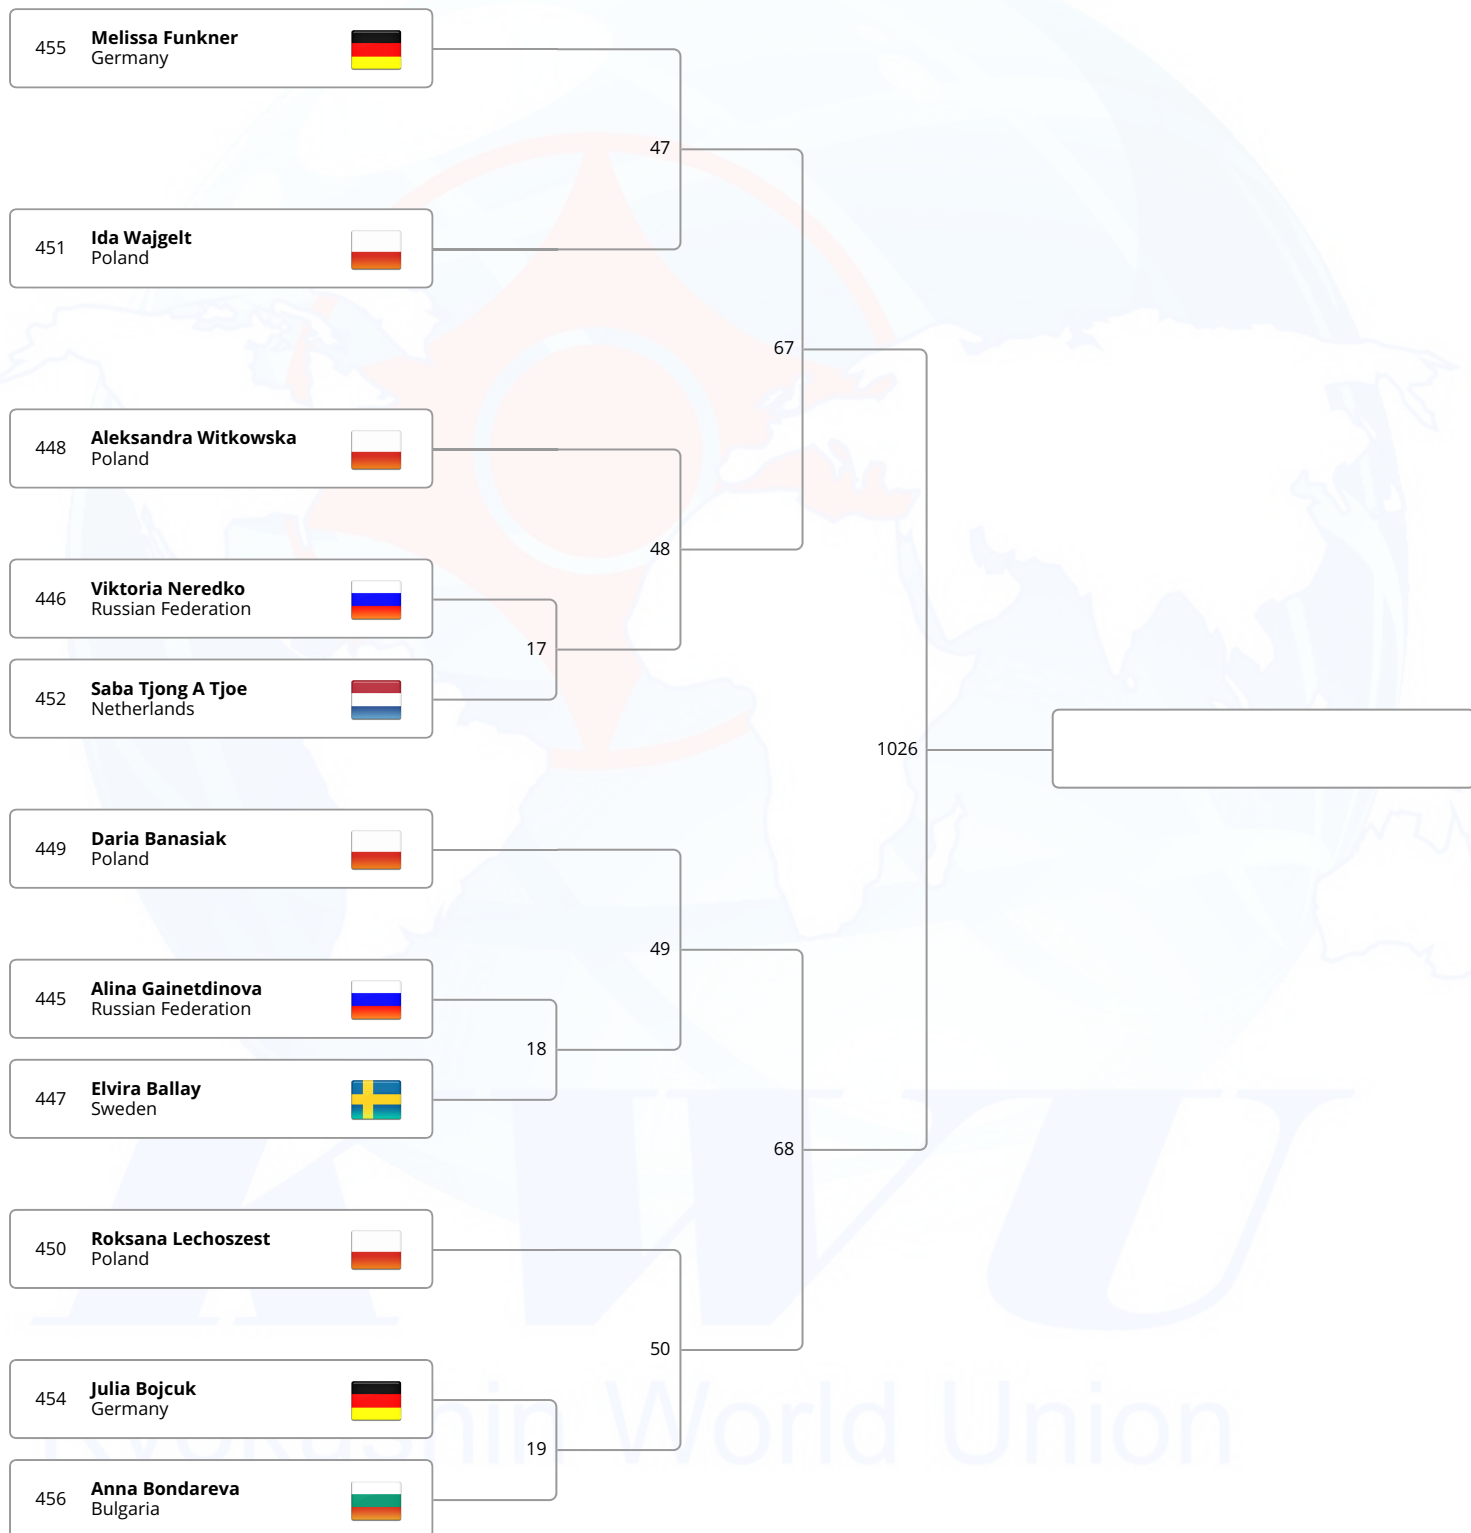 455
Melissa Funkner
Germany
47
451
Ida Wajgelt
Poland
67
448
Aleksandra Witkowska
Poland
48
446
Viktoria Neredko
Russian Federation
17
452
Saba Tjong A Tjoe
Netherlands
1026
449
Daria Banasiak
Poland
49
445
Alina Gainetdinova
Russian Federation
18
447
Elvira Ballay
Sweden
68
450
Roksana Lechoszest
Poland
50
454
Julia Bojcuk
Germany
19
456
Anna Bondareva
Bulgaria
KWU
Kyokushin World Union